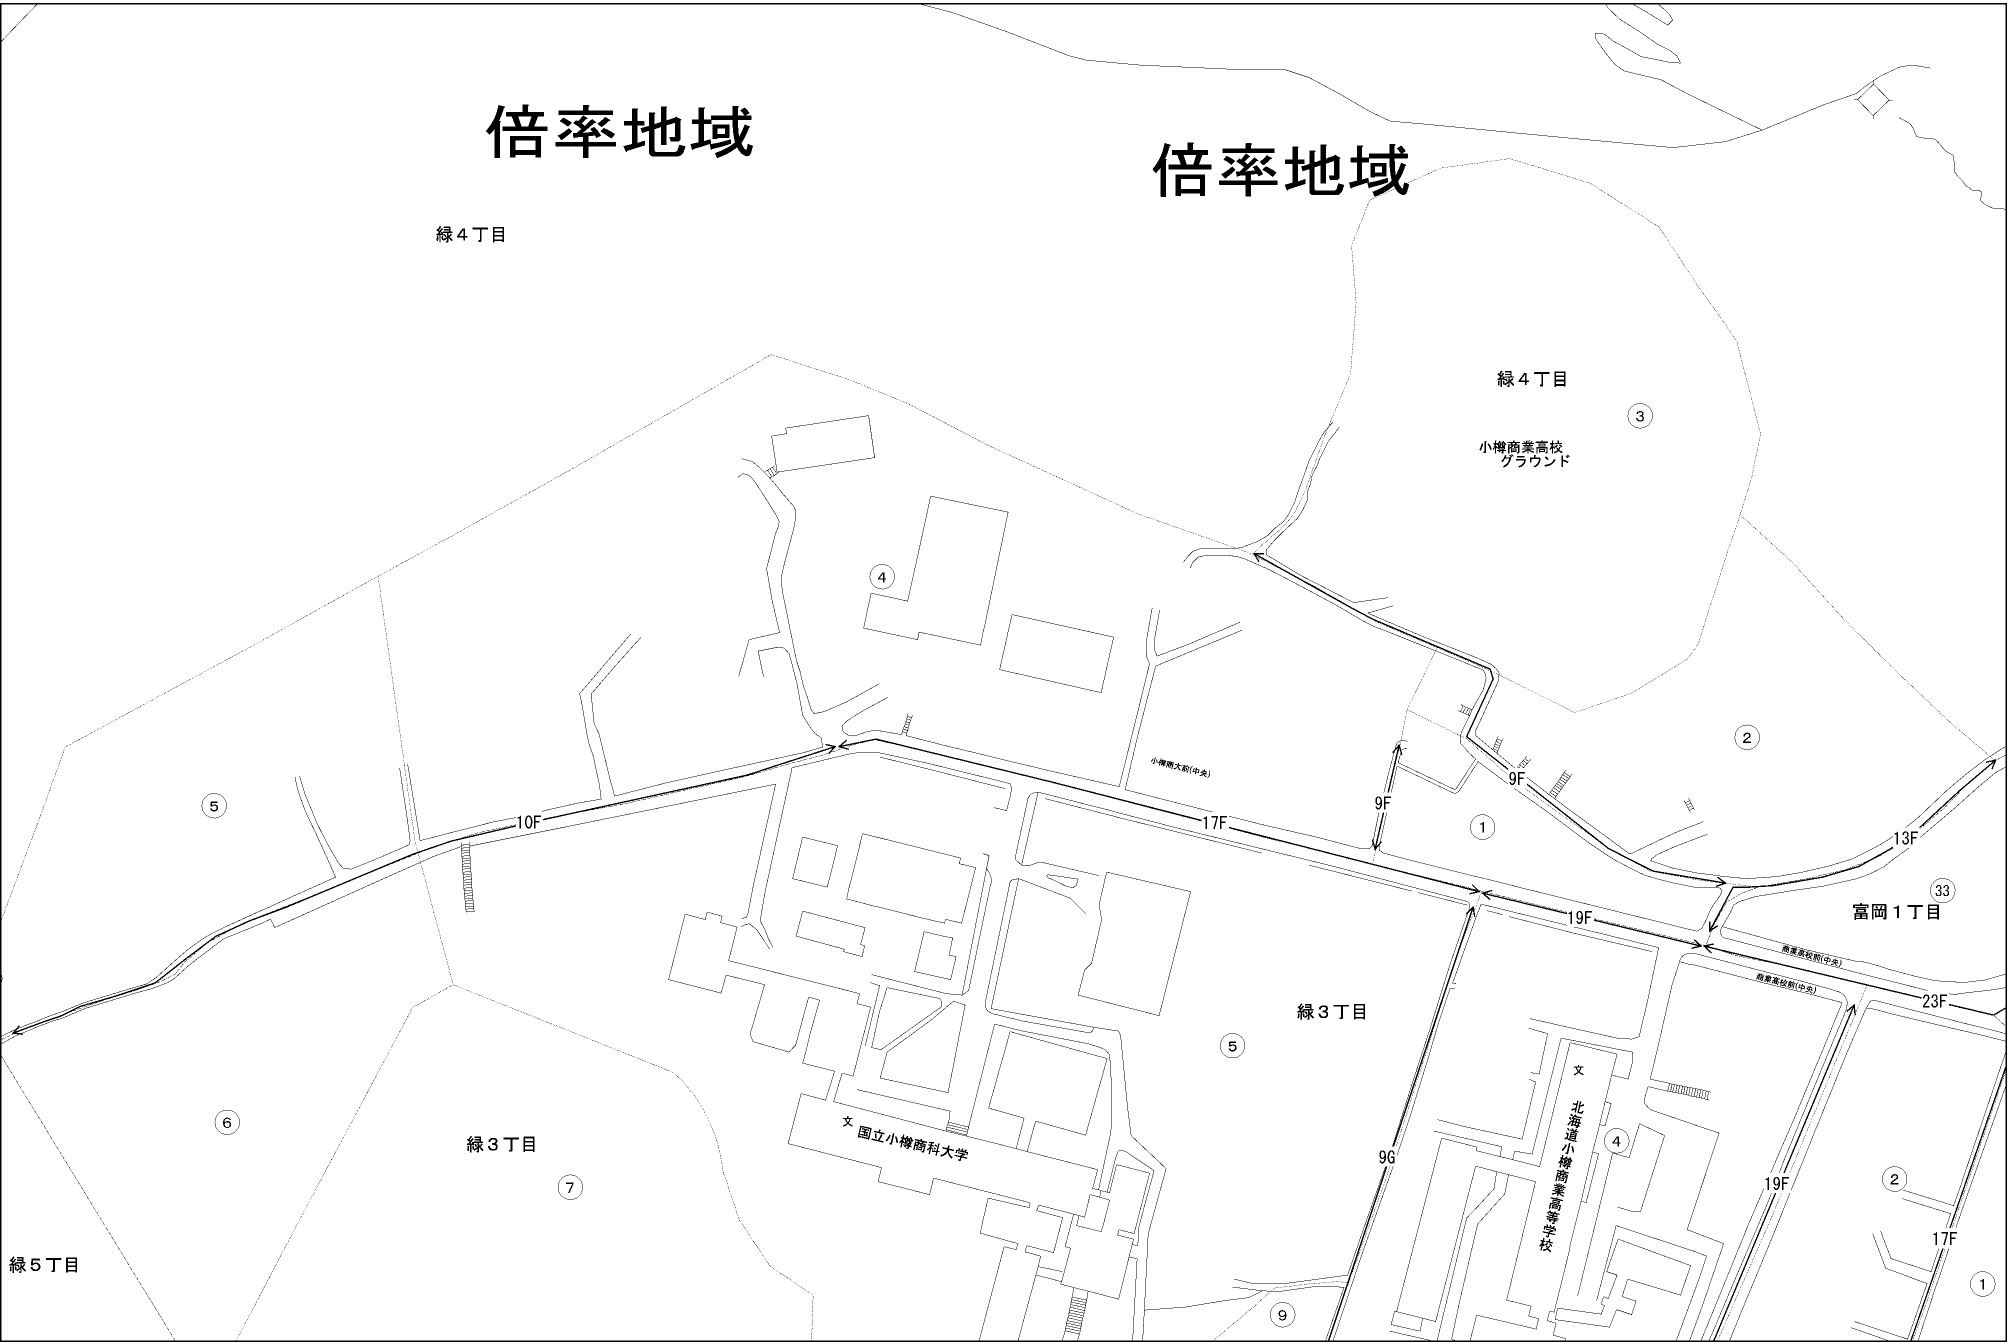 倍率地域
倍率地域
緑4丁目
緑4丁目
③
小樽商業高校
グラウンド
④
②
小樽商大前(中央)
9F
⑤
9F
10F
17F
①
13F
㉝
富岡1丁目
19F
商業高校前(中央)
商業高校前(中央)
23F
緑3丁目
⑤
文
北海道小樽商業高等学校
④
⑥
文
国立小樽商科大学
緑3丁目
9G
⑦
19F
②
17F
緑5丁目
①
⑨